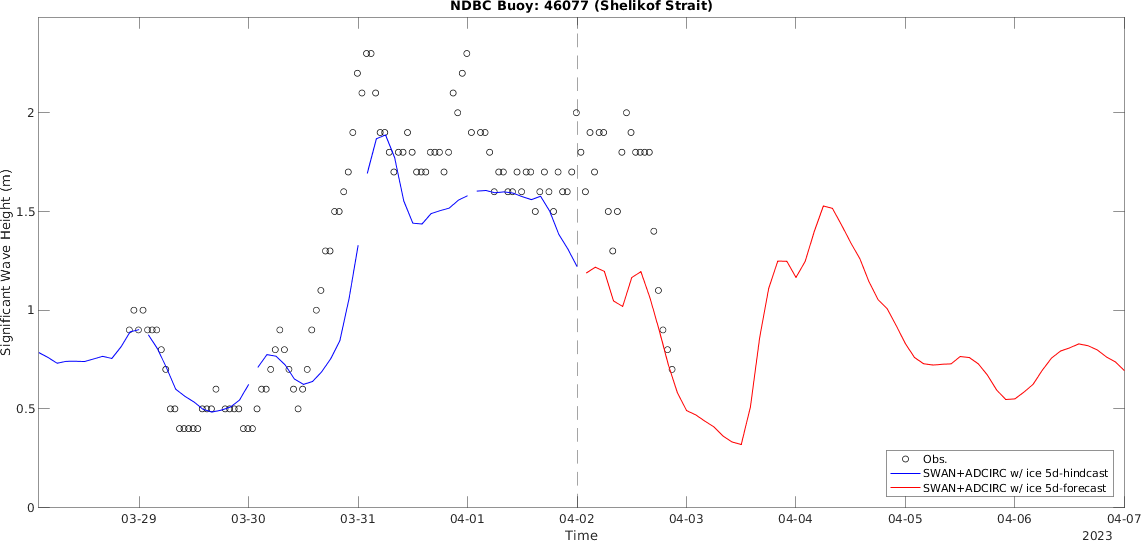 NDBC Buoy: 46077 (Shelikof Strait)
Significant Wave Height (m)
2
1.5
1
0.5
0
Obs.
SWAN+ADCIRC w/ ice 5d-hindcast
SWAN+ADCIRC w/ ice 5d-forecast
03-29 03-30 03-31 04-01 04-02 04-03 04-04 04-05 04-06 04-07
Time
2023